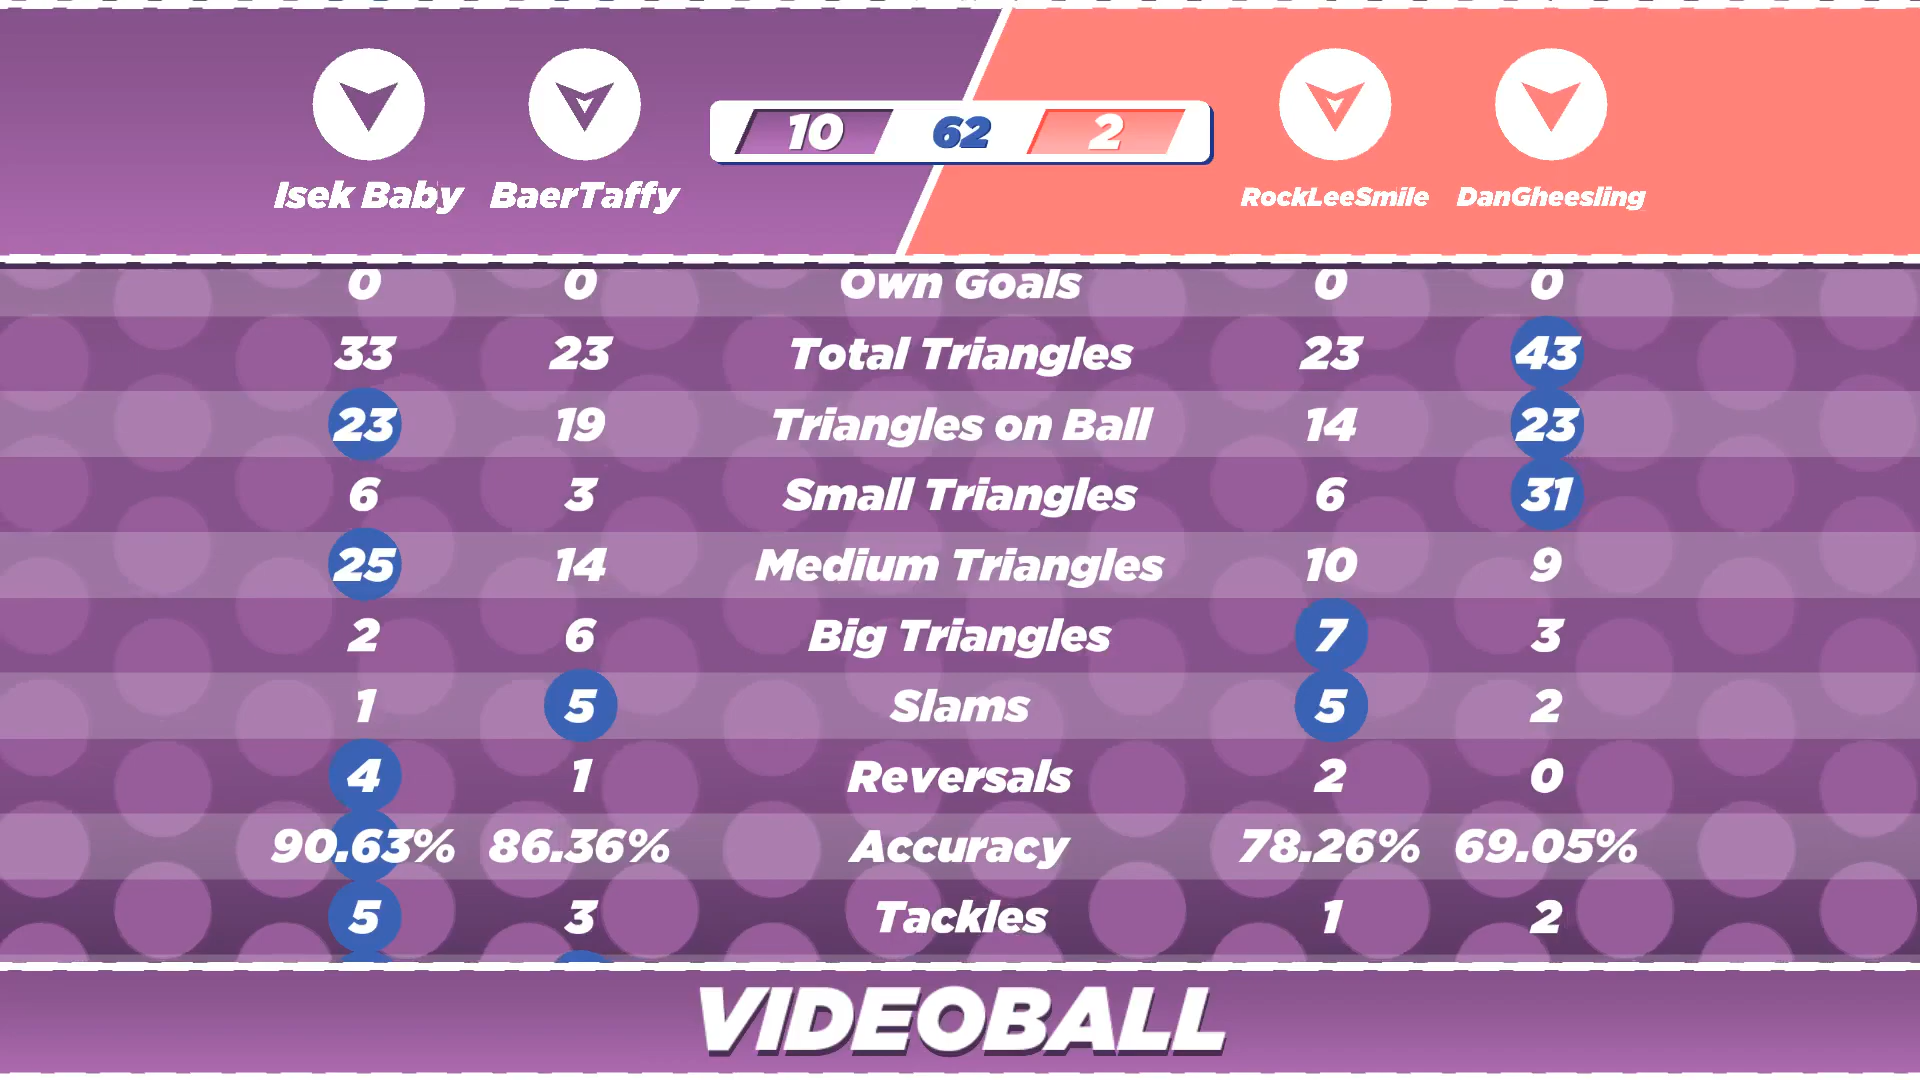 10 62 2
Isek Baby BaerTaffy RockLeeSmile DanGheesling
0 0 Own Goals 0 0
33 23 Total Triangles 23 43
23 19 Triangles on Ball 14 23
6 3 Small Triangles 6 31
25 14 Medium Triangles 10 9
2 6 Big Triangles 7 3
1 5 Slams 5 2
4 1 Reversals 2 0
90.63% 86.36% Accuracy 78.26% 69.05%
5 3 Tackles 1 2
VIDEOBALL